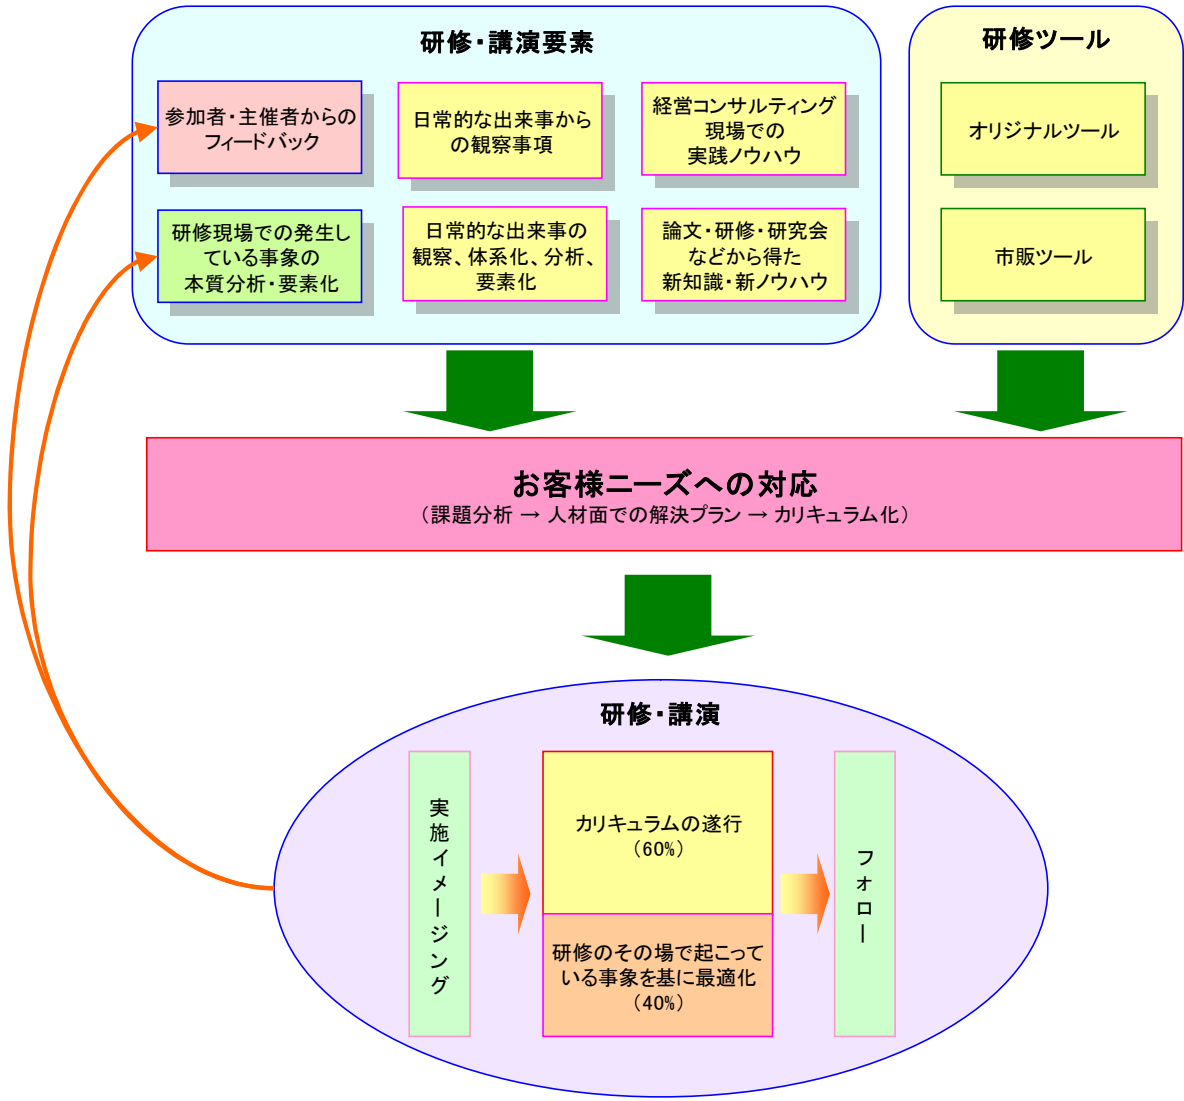 研修・講演要素
参加者・主催者からの
フィードバック
日常的な出来事から
の観察事項
経営コンサルティング
現場での
実践ノウハウ
研修現場での発生し
ている事象の
本質分析・要素化
日常的な出来事の
観察、体系化、分析、
要素化
論文・研修・研究会
などから得た
新知識・新ノウハウ
研修ツール
オリジナルツール
市販ツール
お客様ニーズへの対応
（課題分析 → 人材面での解決プラン → カリキュラム化）
研修・講演
実施イメージング
カリキュラムの遂行
（60%）
研修のその場で起こって
いる事象を基に最適化
（40%）
フォロー